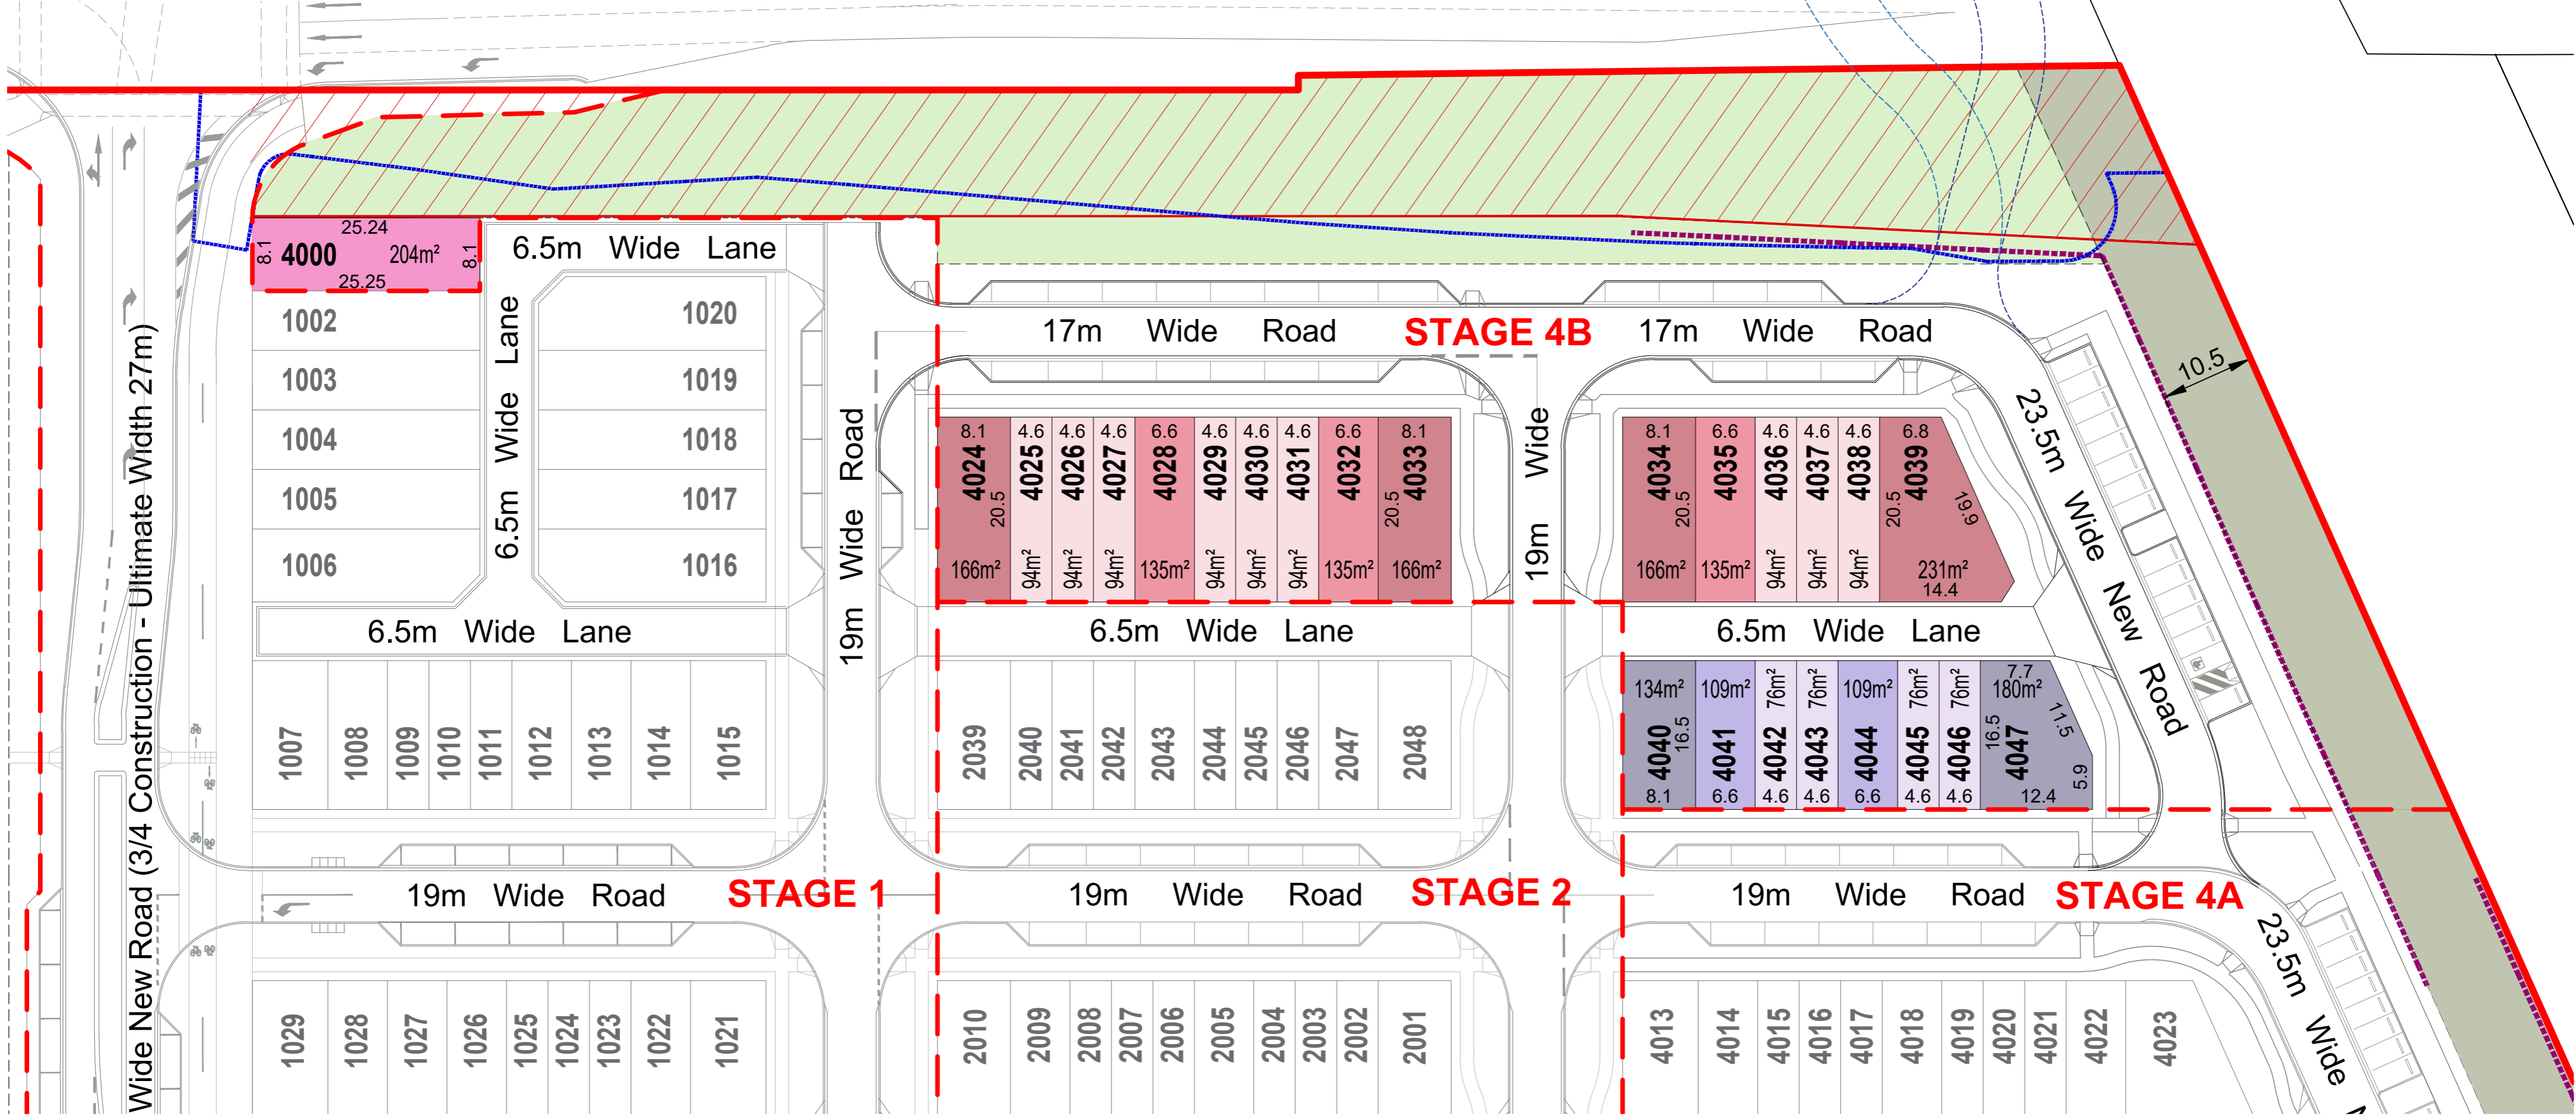 25.24
8.1 4000 204m² 8.1
25.25
6.5m Wide Lane
6.5m Wide Lane
1002
1003
1004
1005
1006
1020
1019
1018
1017
1016
Wide New Road (3/4 Construction - Ultimate Width 27m)
19m Wide Road
17m Wide Road
STAGE 4B
17m Wide Road
10.5
23.5m Wide New Road
19m Wide
8.1 4.6 4.6 4.6 6.6 4.6 4.6 4.6 6.6 8.1
4024 4025 4026 4027 4028 4029 4030 4031 4032 4033
20.5 20.5
166m² 94m² 94m² 94m² 135m² 94m² 94m² 94m² 135m² 166m²
8.1 6.6 4.6 4.6 4.6 6.8
4034 4035 4036 4037 4038 4039
20.5 20.5 19.9
166m² 135m² 94m² 94m² 94m² 231m²
14.4
6.5m Wide Lane
6.5m Wide Lane
6.5m Wide Lane
7.7
134m² 109m² 76m² 76m² 109m² 76m² 76m² 180m²
16.5 16.5 11.5
4040 4041 4042 4043 4044 4045 4046 4047
5.9
8.1 6.6 4.6 4.6 6.6 4.6 4.6 12.4
1007 1008 1009 1010 1011 1012 1013 1014 1015
2039 2040 2041 2042 2043 2044 2045 2046 2047 2048
19m Wide Road
STAGE 1
19m Wide Road
STAGE 2
19m Wide Road
STAGE 4A
23.5m Wide
1029 1028 1027 1026 1025 1024 1023 1022 1021
2010 2009 2008 2007 2006 2005 2004 2003 2002 2001
4013 4014 4015 4016 4017 4018 4019 4020 4021 4022 4023